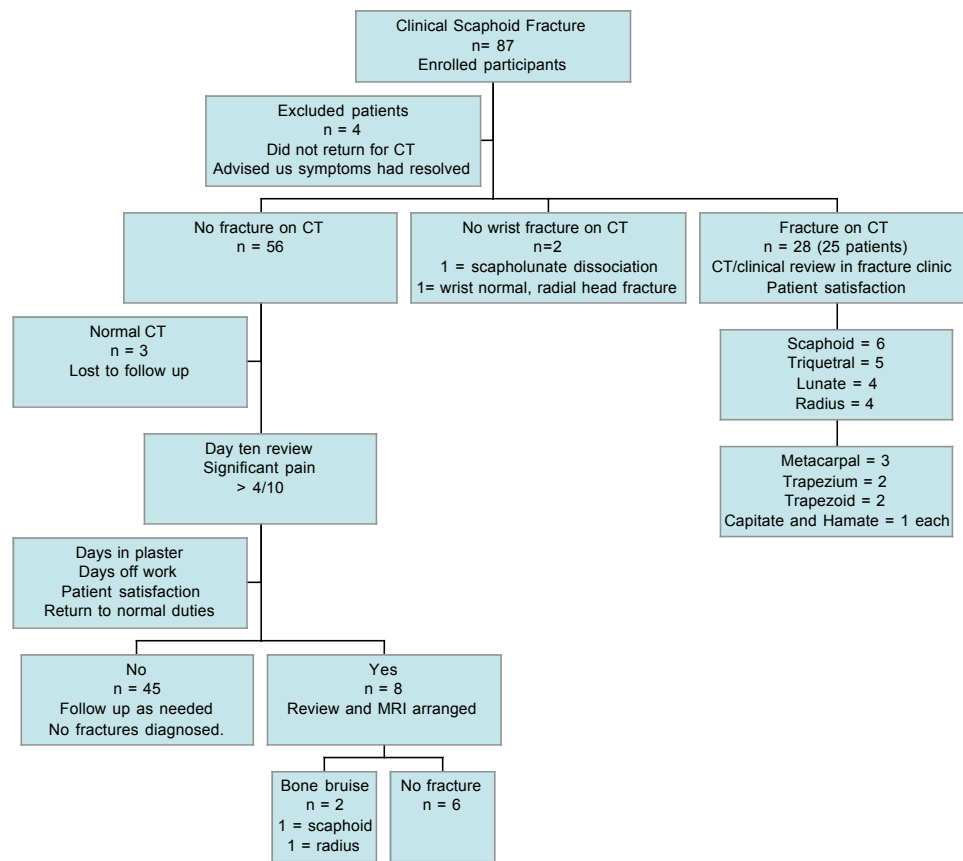 Clinical Scaphoid Fracture
n= 87
Enrolled participants
Excluded patients
n = 4
Did not return for CT
Advised us symptoms had resolved
No fracture on CT
n = 56
No wrist fracture on CT
n=2
1 = scapholunate dissociation
1= wrist normal, radial head fracture
Fracture on CT
n = 28 (25 patients)
CT/clinical review in fracture clinic
Patient satisfaction
Normal CT
n = 3
Lost to follow up
Scaphoid = 6
Triquetral = 5
Lunate = 4
Radius = 4
Day ten review
Significant pain
> 4/10
Metacarpal = 3
Trapezium = 2
Trapezoid = 2
Capitate and Hamate = 1 each
Days in plaster
Days off work
Patient satisfaction
Return to normal duties
No
n = 45
Follow up as needed
No fractures diagnosed.
Yes
n = 8
Review and MRI arranged
Bone bruise
n = 2
1 = scaphoid
1 = radius
No fracture
n = 6